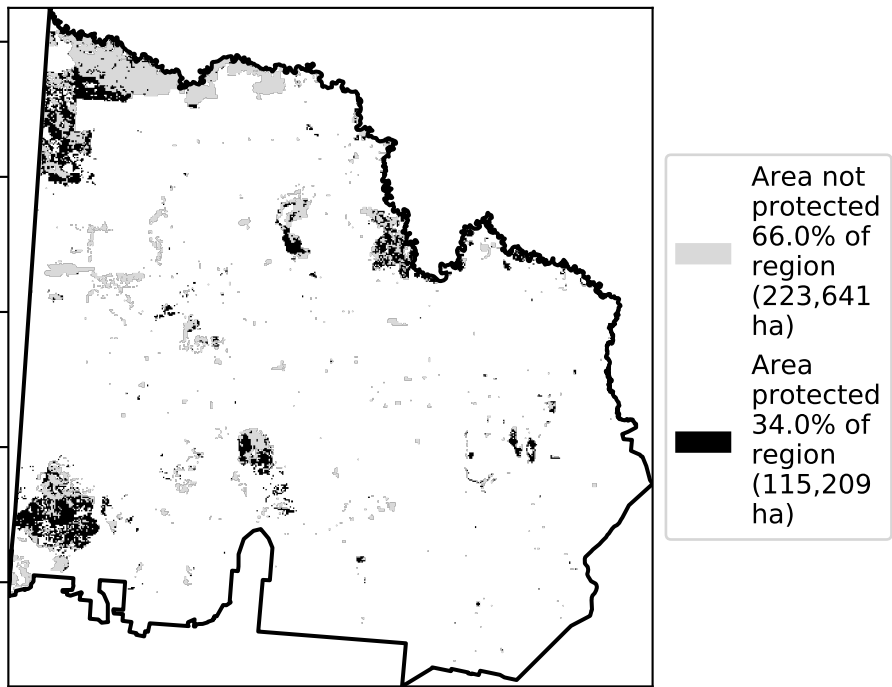 Area not
protected
66.0% of
region
(223,641
ha)
Area
protected
34.0% of
region
(115,209
ha)